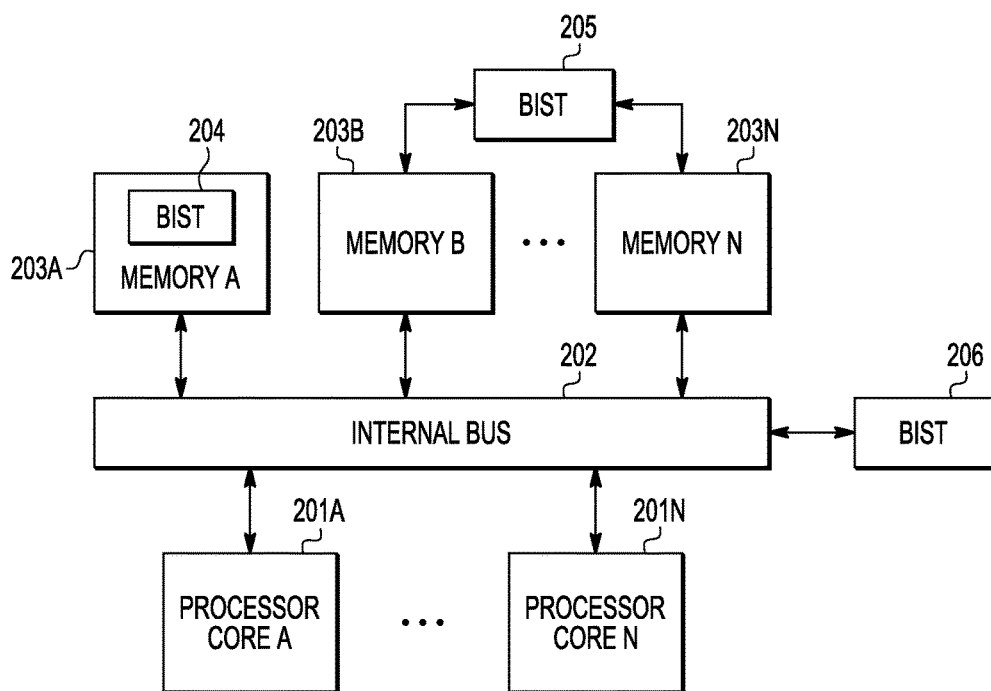 205
BIST
204
203B
203N
BIST
MEMORY A
203A
MEMORY B
• • •
MEMORY N
202
206
INTERNAL BUS
BIST
201A
201N
PROCESSOR
CORE A
• • •
PROCESSOR
CORE N